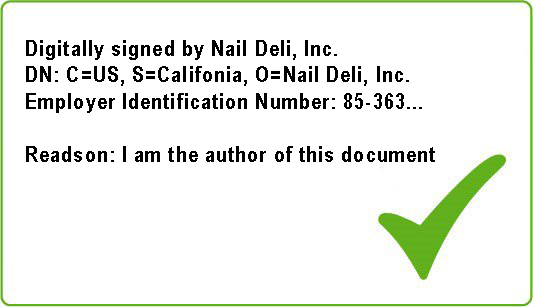 Digitally signed by Nail Deli, Inc.
DN: C=US, S=Califonia, O=Nail Deli, Inc.
Employer Identification Number: 85-363...
Readson: I am the author of this document